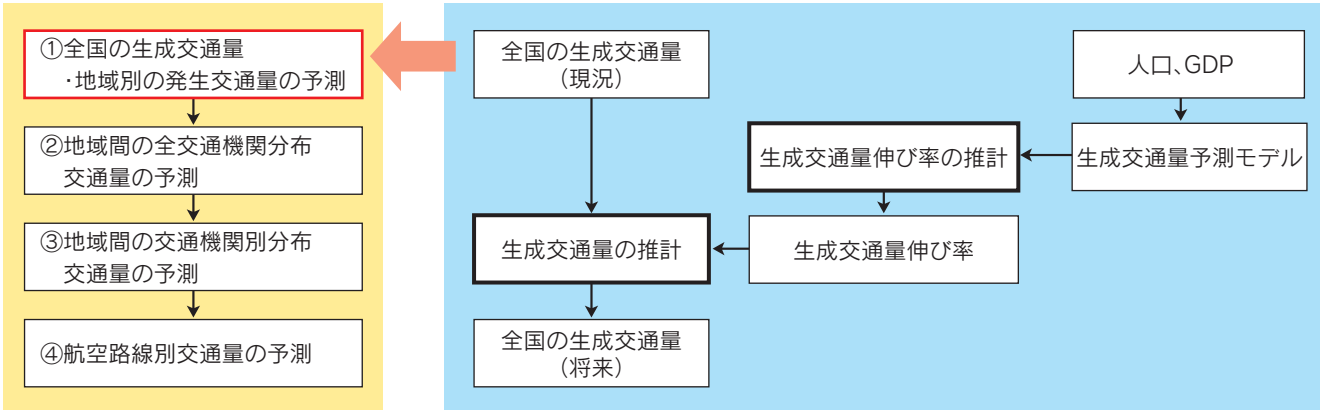 ①全国の生成交通量
・地域別の発生交通量の予測
②地域間の全交通機関分布
交通量の予測
③地域間の交通機関別分布
交通量の予測
④航空路線別交通量の予測
全国の生成交通量
（現況）
人口、GDP
生成交通量伸び率の推計
生成交通量予測モデル
生成交通量の推計
生成交通量伸び率
全国の生成交通量
（将来）